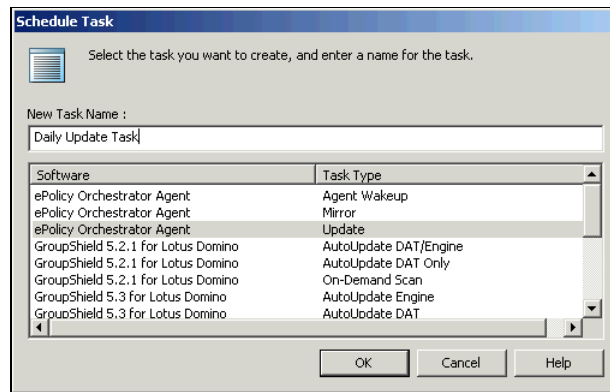 Schedule Task
Select the task you want to create, and enter a name for the task.
New Task Name :
Daily Update Task
Software Task Type
ePolicy Orchestrator Agent Agent Wakeup
ePolicy Orchestrator Agent Mirror
ePolicy Orchestrator Agent Update
GroupShield 5.2.1 for Lotus Domino AutoUpdate DAT/Engine
GroupShield 5.2.1 for Lotus Domino AutoUpdate DAT Only
GroupShield 5.2.1 for Lotus Domino On-Demand Scan
GroupShield 5.3 for Lotus Domino AutoUpdate Engine
GroupShield 5.3 for Lotus Domino AutoUpdate DAT
OK Cancel Help